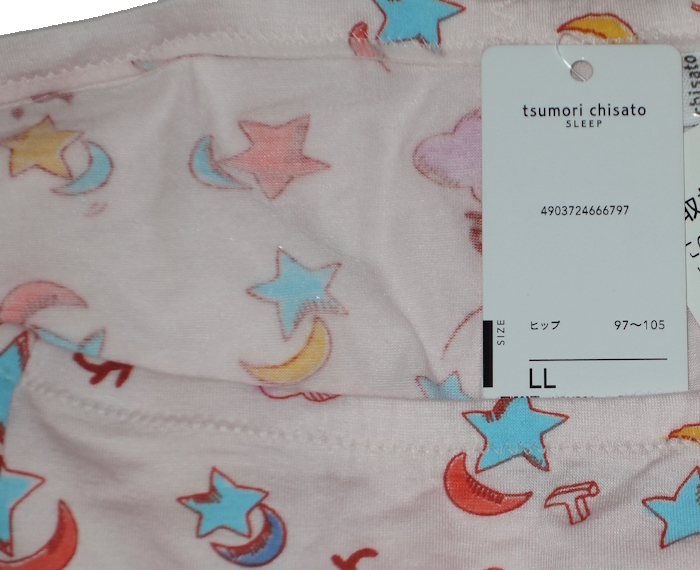 tsumori chisato
SLEEP
4903724666797
SIZE
ヒップ 97〜105
LL
chisato